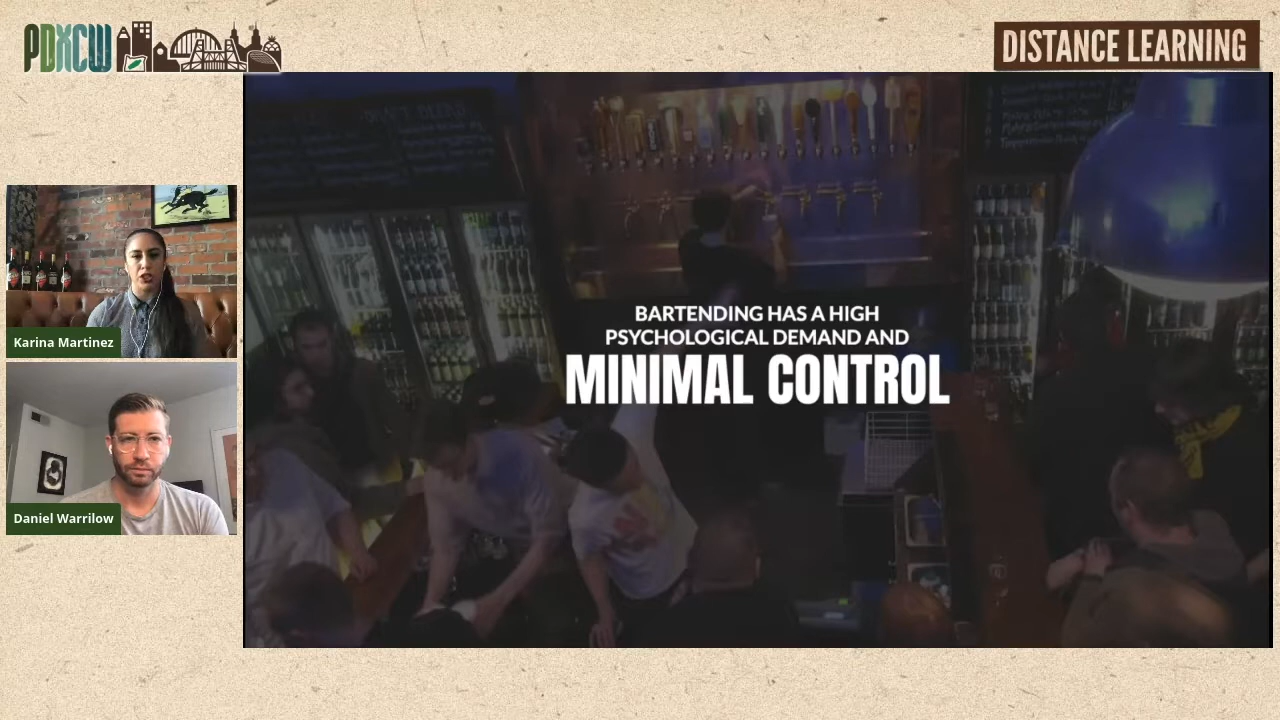 PDXCW
DISTANCE LEARNING
Karina Martinez
Daniel Warrilow
BARTENDING HAS A HIGH
PSYCHOLOGICAL DEMAND AND
MINIMAL CONTROL